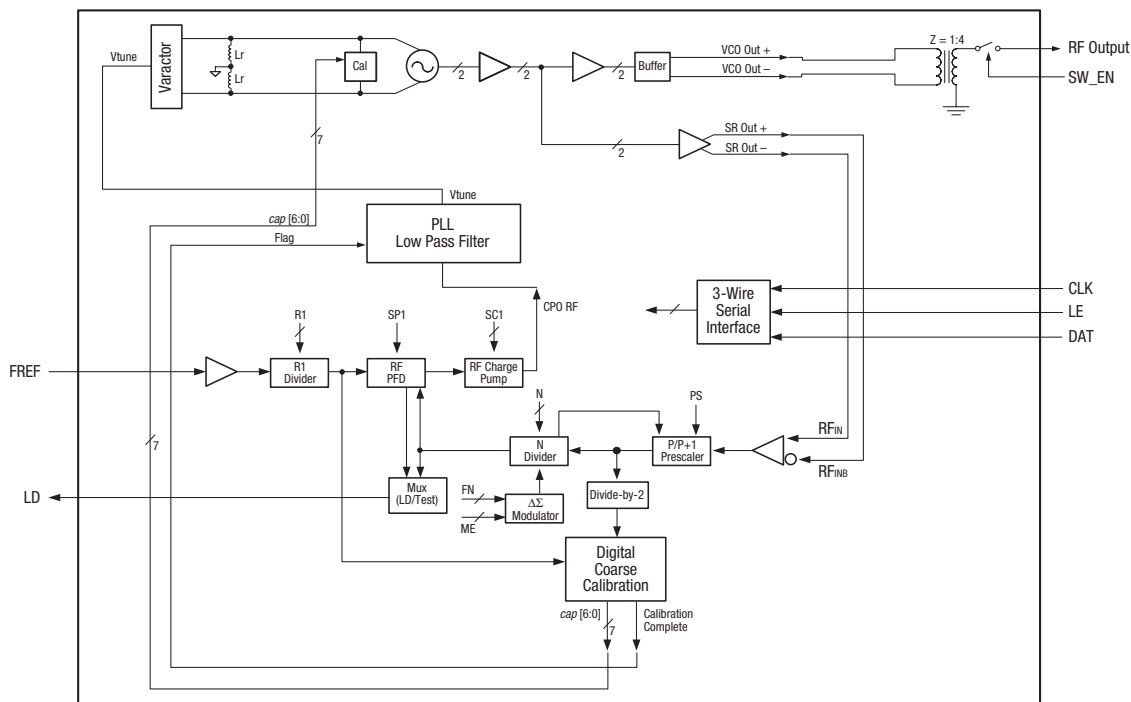 Z = 1:4
Vtune
Varactor
Lr
Lr
Cal
2
2
2
Buffer
VCO Out +
VCO Out –
RF Output
SW_EN
7
2
SR Out +
SR Out –
Vtune
cap [6:0]
Flag
PLL
Low Pass Filter
CPO RF
3-Wire
Serial
Interface
CLK
LE
DAT
R1
SP1
SC1
FREF
R1
Divider
RF
PFD
RF Charge
Pump
N
PS
7
N
Divider
P/P+1
Prescaler
RFIN
RFINB
LD
Mux
(LD/Test)
FN
ME
ΔΣ
Modulator
Divide-by-2
Digital
Coarse
Calibration
cap [6:0]
7
Calibration
Complete